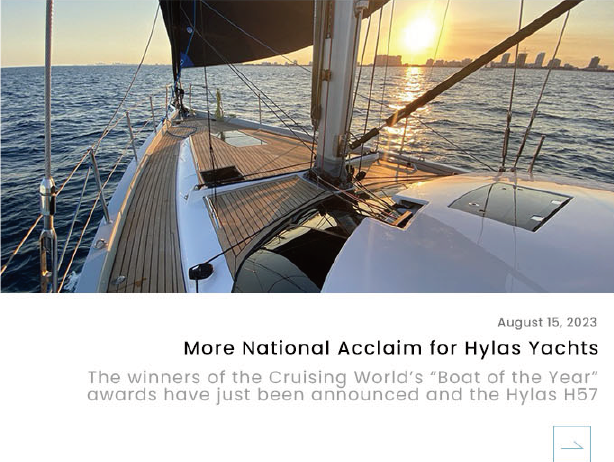 August 15, 2023
More National Acclaim for Hylas Yachts
The winners of the Cruising World’s “Boat of the Year”
awards have just been announced and the Hylas H57